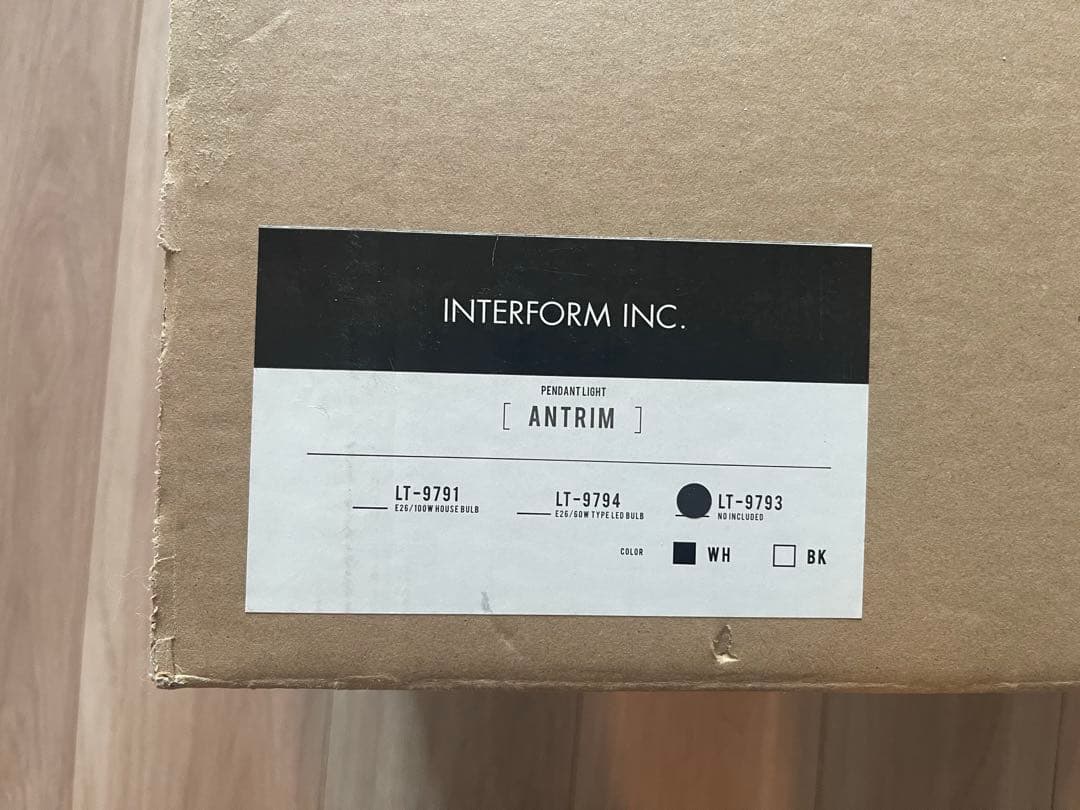 INTERFORM INC.
PENDANT LIGHT
[ ANTRIM ]
LT-9791
E26/100W HOUSE BULB
LT-9794
E26/60W TYPE LED BULB
LT-9793
NO INCLUDED
COLOR WH BK